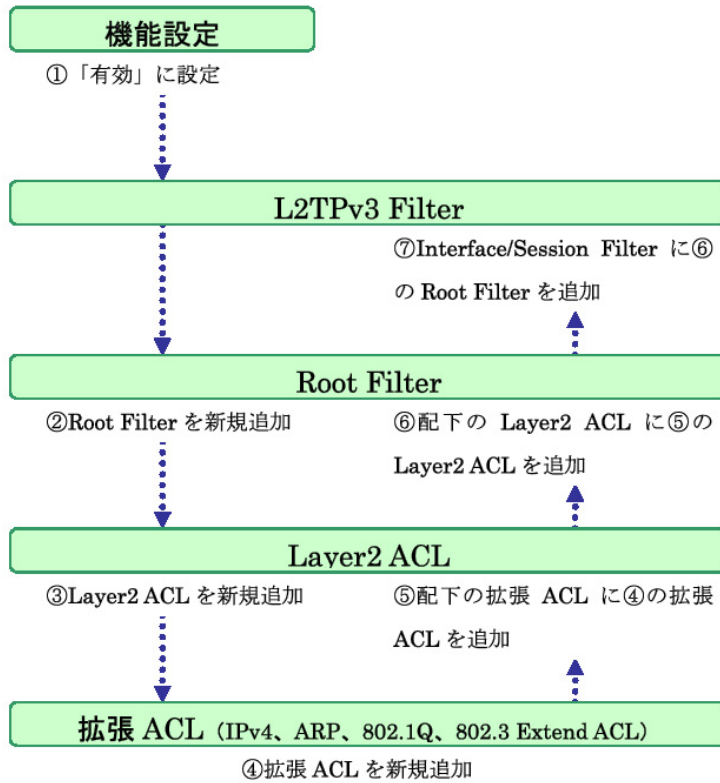 機能設定
①「有効」に設定
L2TPv3 Filter
⑦Interface/Session Filter に⑥
の Root Filter を追加
Root Filter
②Root Filter を新規追加
⑥配下の Layer2 ACL に⑤の
Layer2 ACL を追加
Layer2 ACL
③Layer2 ACL を新規追加
⑤配下の拡張 ACL に④の拡張
ACL を追加
拡張 ACL（IPv4、ARP、802.1Q、802.3 Extend ACL）
④拡張 ACL を新規追加